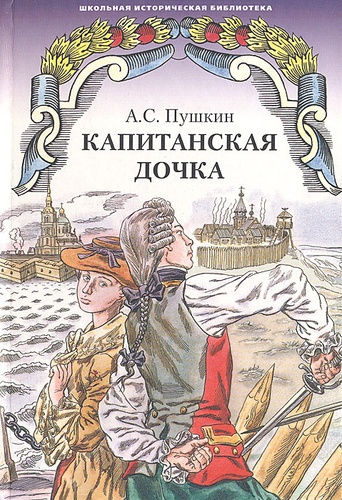 ШКОЛЬНАЯ ИСТОРИЧЕСКАЯ БИБЛИОТЕКА
А.С. Пушкин
КАПИТАНСКАЯ
ДОЧКА